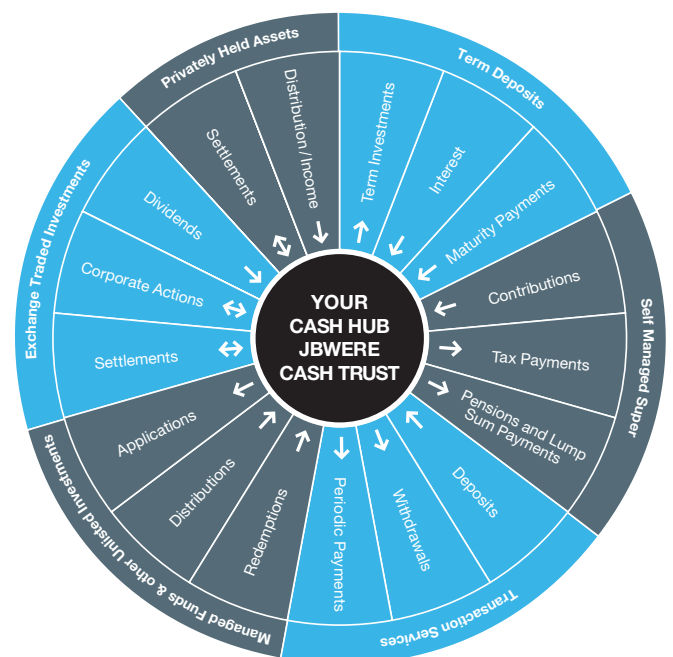 Privately Held Assets
Settlements
Distribution / Income
Term Deposits
Term Investments
Interest
Maturity Payments
Self Managed Super
Contributions
Tax Payments
Pensions and Lump
Sum Payments
Transaction Services
Deposits
Withdrawals
Periodic Payments
Managed Funds & other Unlisted Investments
Redemptions
Distributions
Applications
Exchange Traded Investments
Settlements
Corporate Actions
Dividends
YOUR
CASH HUB
JBWERE
CASH TRUST